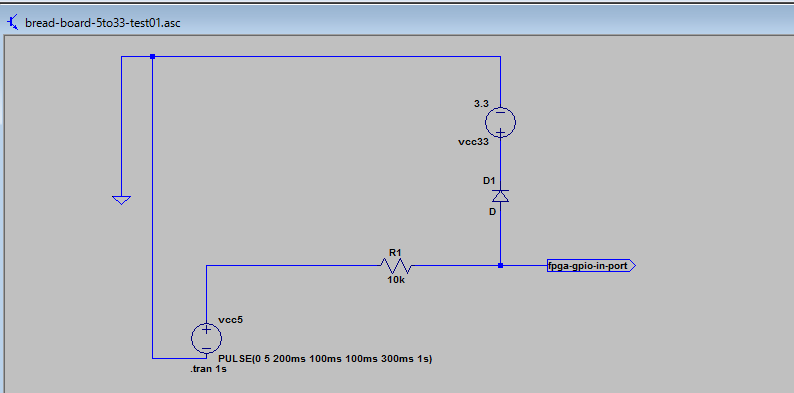 bread-board-5to33-test01.asc
3.3
vcc33
D1
D
R1
10k
fpga-gpio-in-port
vcc5
PULSE(0 5 200ms 100ms 100ms 300ms 1s)
.tran 1s